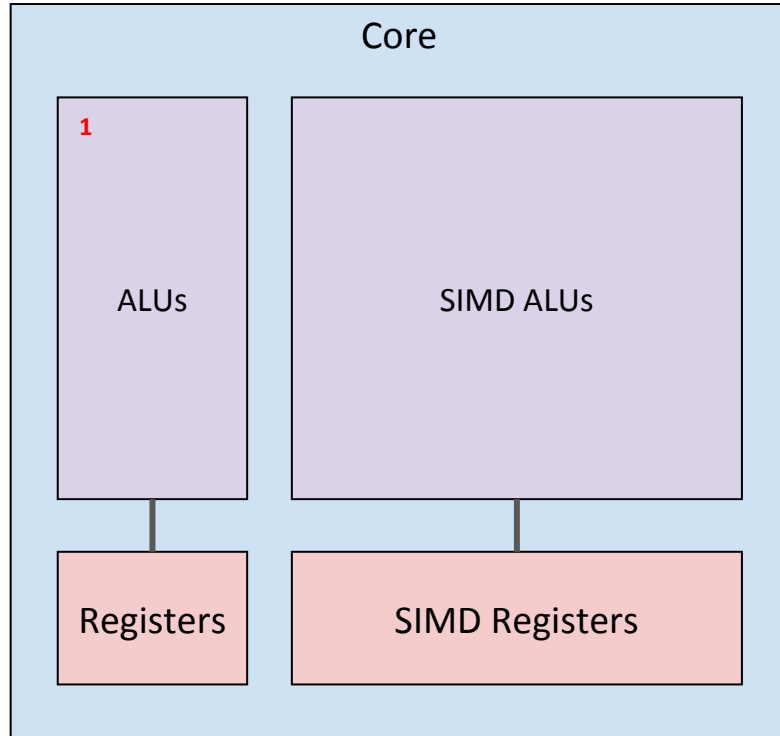 Core
1
ALUs
SIMD ALUs
Registers
SIMD Registers